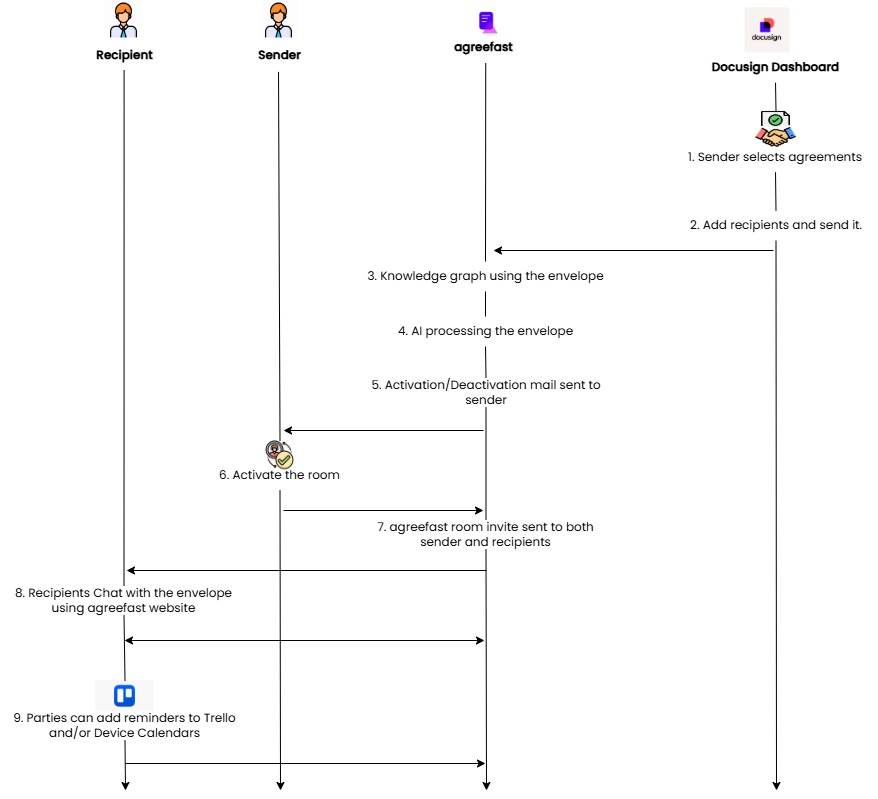 Recipient
Sender
agreefast
docusign
Docusign Dashboard
1. Sender selects agreements
2. Add recipients and send it.
3. Knowledge graph using the envelope
4. AI processing the envelope
5. Activation/Deactivation mail sent to
sender
6. Activate the room
7. agreefast room invite sent to both
sender and recipients
8. Recipients Chat with the envelope
using agreefast website
9. Parties can add reminders to Trello
and/or Device Calendars